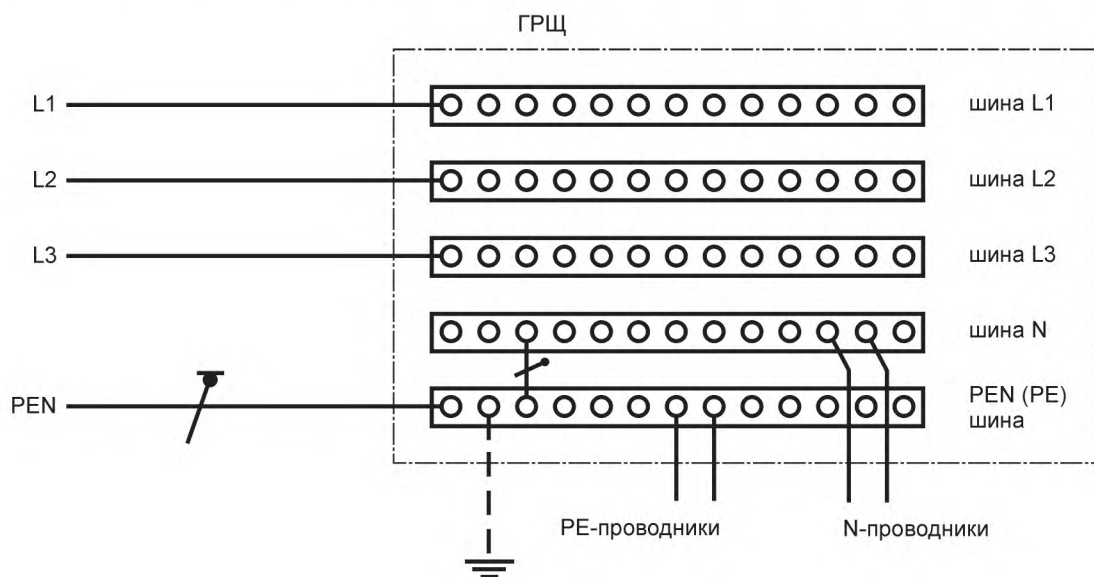 ГРЩ
L1
шина L1
L2
шина L2
L3
шина L3
шина N
PEN
PEN (PE)
шина
PE-проводники
N-проводники